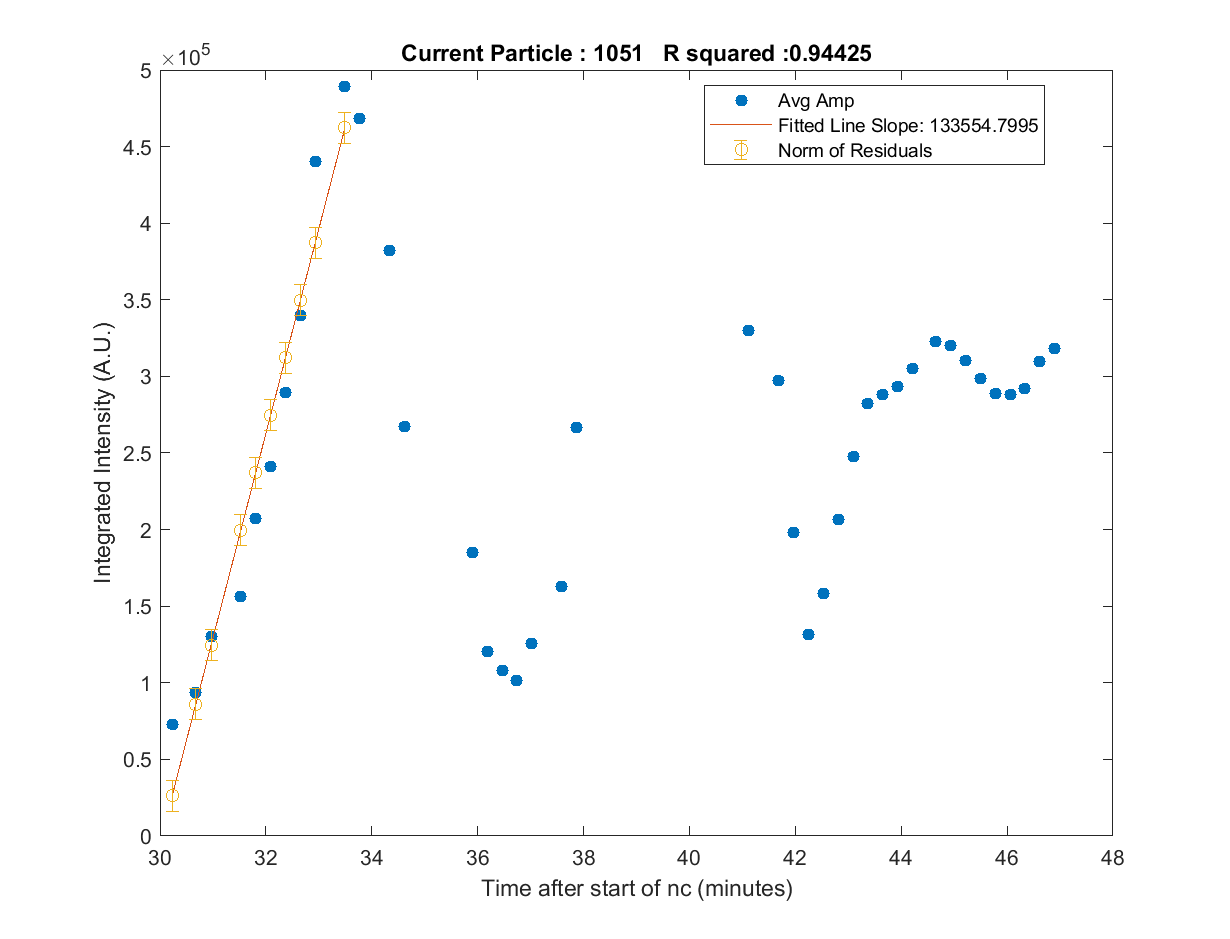 Current Particle : 1051 R squared :0.94425
×10^5
5
4.5
4
3.5
3
2.5
2
1.5
1
0.5
0
Integrated Intensity (A.U.)
Avg Amp
Fitted Line Slope: 133554.7995
Norm of Residuals
30 32 34 36 38 40 42 44 46 48
Time after start of nc (minutes)